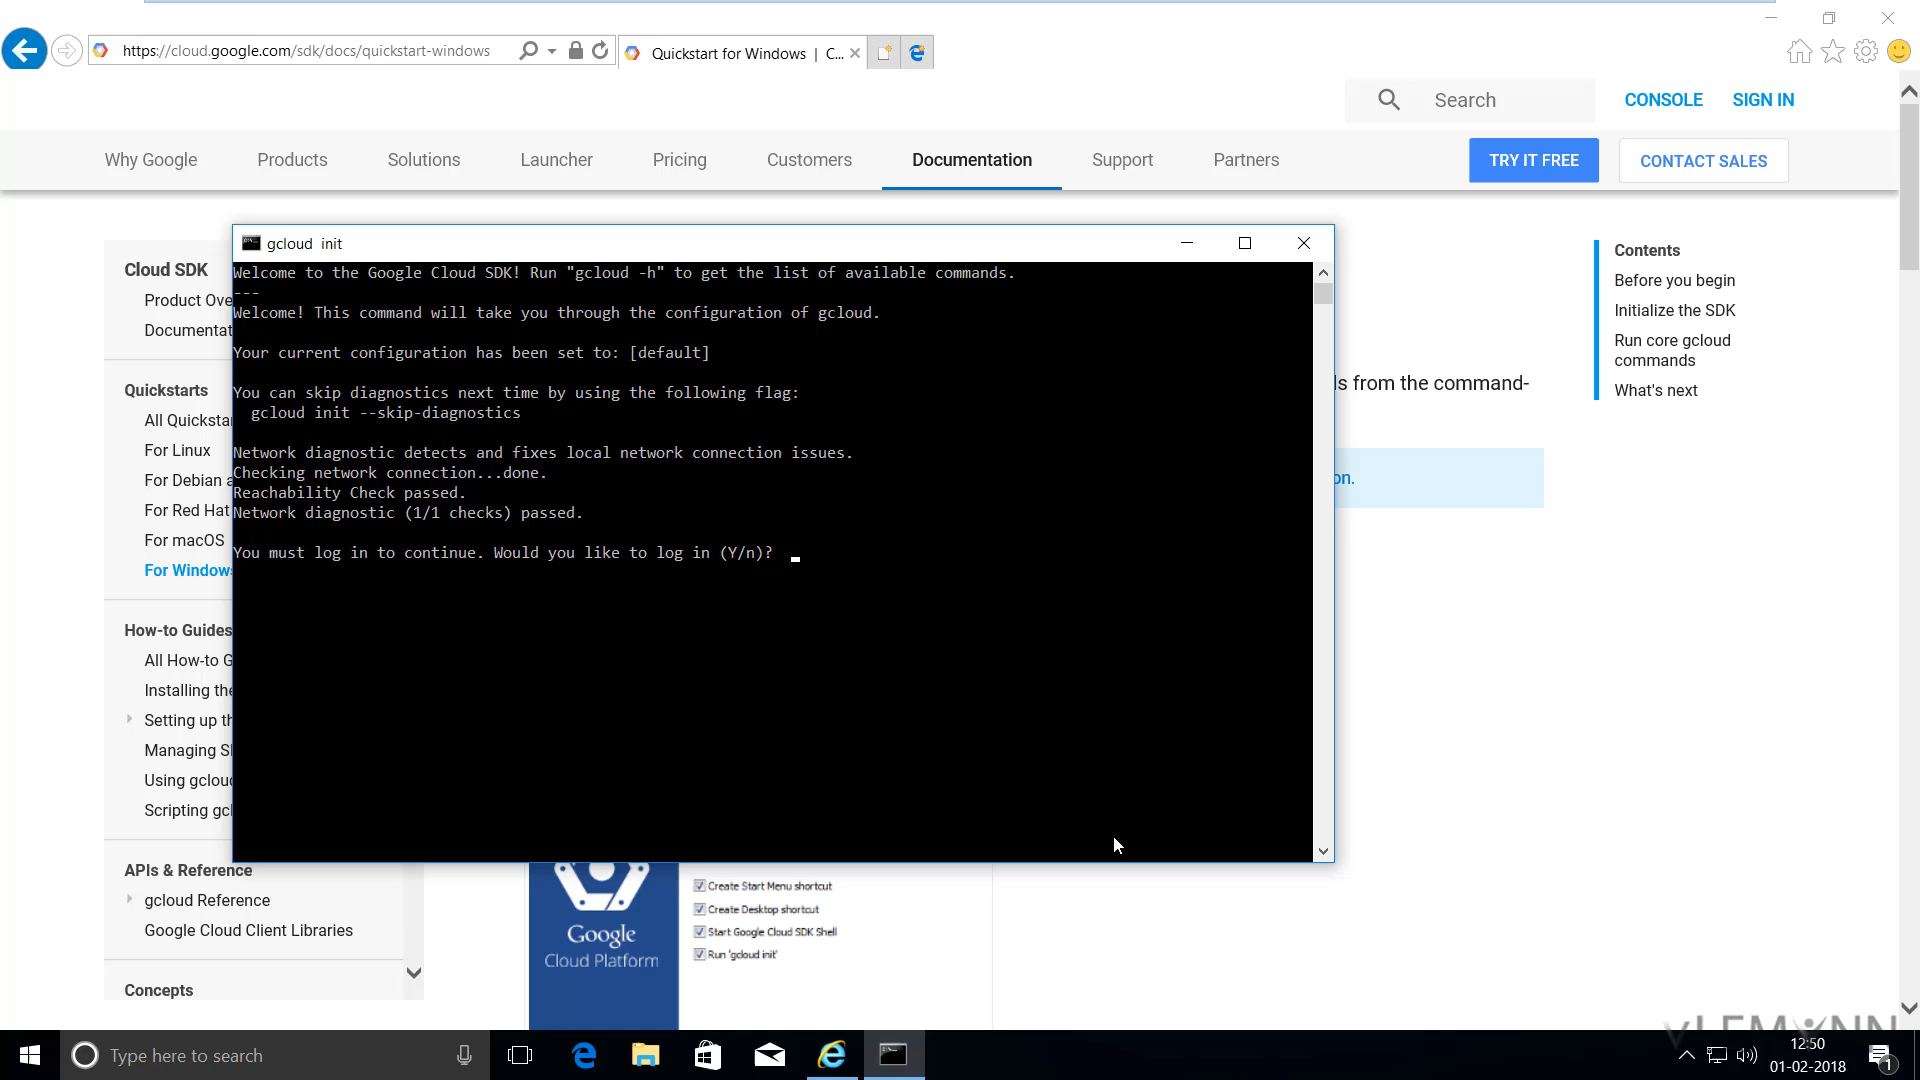 https://cloud.google.com/sdk/docs/quickstart-windows
Quickstart for Windows | C...
Search
CONSOLE
SIGN IN
Why Google
Products
Solutions
Launcher
Pricing
Customers
Documentation
Support
Partners
TRY IT FREE
CONTACT SALES
Cloud SDK
Product Ove
Documentat
Quickstarts
All Quicksta
For Linux
For Debian a
For Red Hat
For macOS
For Windows
How-to Guides
All How-to G
Installing the
Setting up th
Managing S
Using gcloud
Scripting gcl
APIs & Reference
gcloud Reference
Google Cloud Client Libraries
Concepts
gcloud init
Welcome to the Google Cloud SDK! Run "gcloud -h" to get the list of available commands.
---
Welcome! This command will take you through the configuration of gcloud.
Your current configuration has been set to: [default]
You can skip diagnostics next time by using the following flag:
gcloud init --skip-diagnostics
Network diagnostic detects and fixes local network connection issues.
Checking network connection...done.
Reachability Check passed.
Network diagnostic (1/1 checks) passed.
You must log in to continue. Would you like to log in (Y/n)?
ls from the command-
on.
Contents
Before you begin
Initialize the SDK
Run core gcloud
commands
What's next
Google
Cloud Platform
Create Start Menu shortcut
Create Desktop shortcut
Start Google Cloud SDK Shell
Run 'gcloud init'
Type here to search
12:50
01-02-2018
1